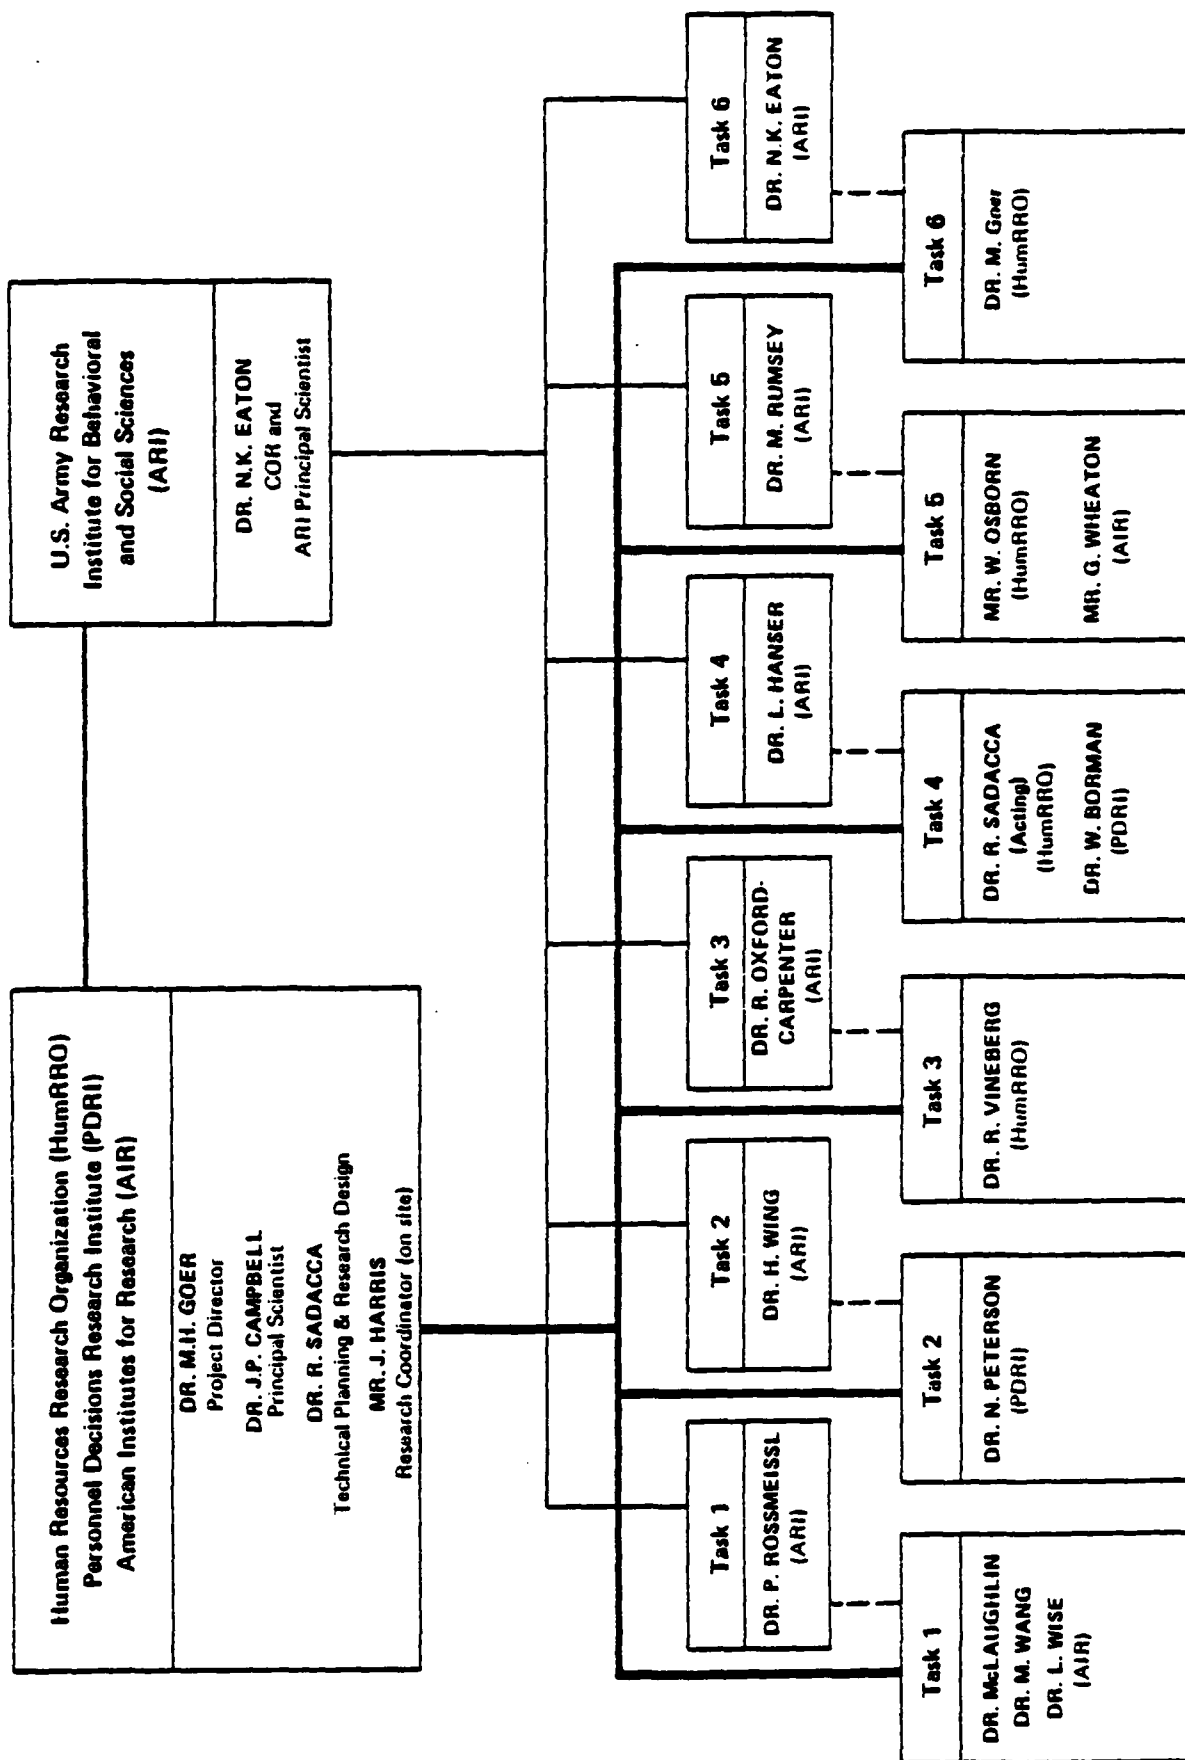 Human Resources Research Organization (HumRRO)
Personnel Decisions Research Institute (PDRI)
American Institutes for Research (AIR)
DR. M.H. GOER
Project Director
DR. J.P. CAMPBELL
Principal Scientist
DR. R. SADACCA
Technical Planning & Research Design
MR. J. HARRIS
Research Coordinator (on site)
U.S. Army Research
Institute for Behavioral
and Social Sciences
(ARI)
DR. N.K. EATON
COR and
ARI Principal Scientist
Task 1
DR. P. ROSSMEISSL
(ARI)
Task 2
DR. H. WING
(ARI)
Task 3
DR. R. OXFORD-
CARPENTER
(ARI)
Task 4
DR. L. HANSER
(ARI)
Task 5
DR. M. RUMSEY
(ARI)
Task 6
DR. N.K. EATON
(ARI)
Task 1
DR. McLAUGHLIN
DR. M. WANG
DR. L. WISE
(AIR)
Task 2
DR. N. PETERSON
(PDRI)
Task 3
DR. R. VINEBERG
(HumRRO)
Task 4
DR. R. SADACCA
(Acting)
(HumRRO)
DR. W. BORMAN
(PDRI)
Task 5
MR. W. OSBORN
(HumRRO)
MR. G. WHEATON
(AIR)
Task 6
DR. M. Goer
(HumRRO)